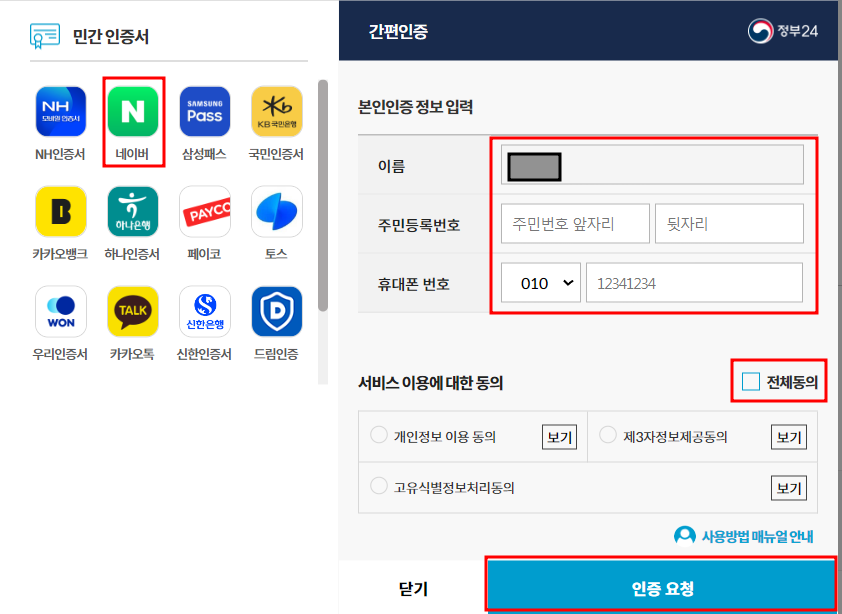 민간 인증서
NH
모바일 인증서
N
SAMSUNG
Pass
Kb
KB 국민은행
NH인증서
네이버
삼성패스
국민인증서
B
하나은행
PAYCO
카카오뱅크
하나인증서
페이코
토스
WON
TALK
S
신한은행
D
우리인증서
카카오톡
신한인증서
드림인증
간편인증
정부24
본인인증 정보 입력
이름
주민등록번호
주민번호 앞자리
뒷자리
휴대폰 번호
010
12341234
서비스 이용에 대한 동의
전체동의
개인정보 이용 동의
보기
제3자정보제공동의
보기
고유식별정보처리동의
보기
사용방법 매뉴얼 안내
닫기
인증 요청